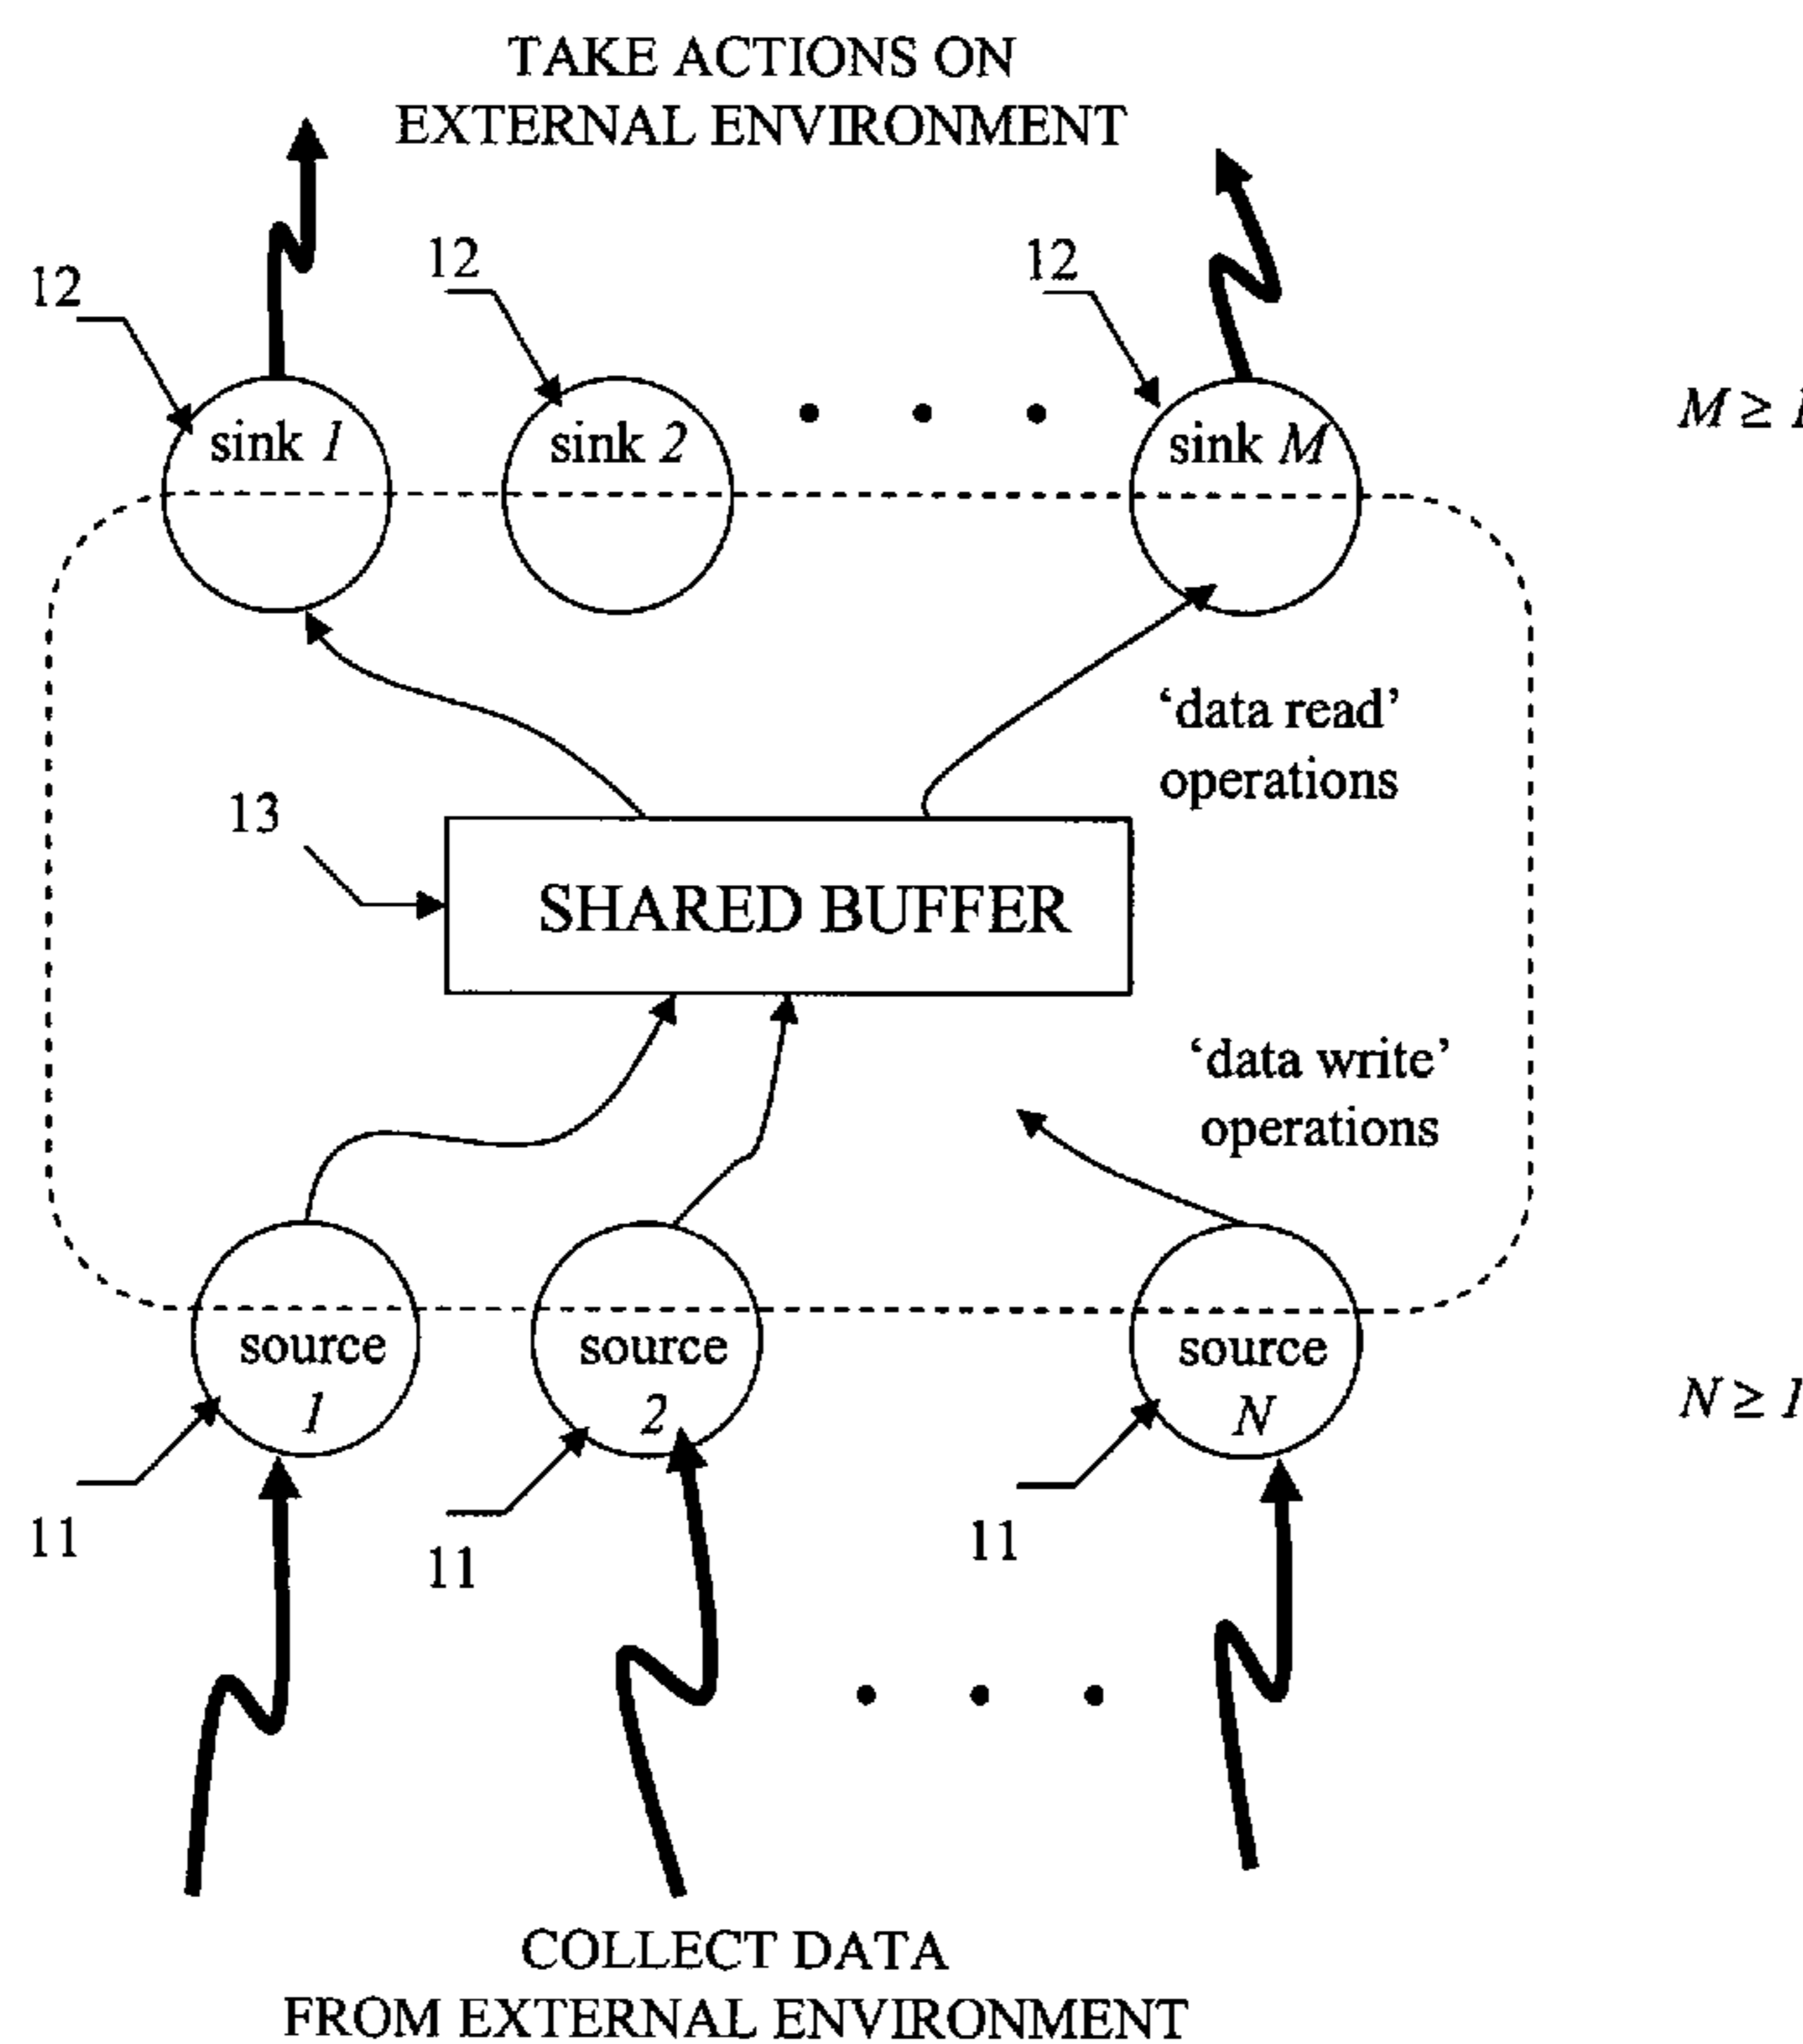 TAKE ACTIONS ON
EXTERNAL ENVIRONMENT
12
12
12
sink 1
sink 2
sink M
M ≥
‘data read’
operations
13
SHARED BUFFER
‘data write’
operations
source
1
source
2
source
N
N ≥ 1
11
11
11
COLLECT DATA
FROM EXTERNAL ENVIRONMENT